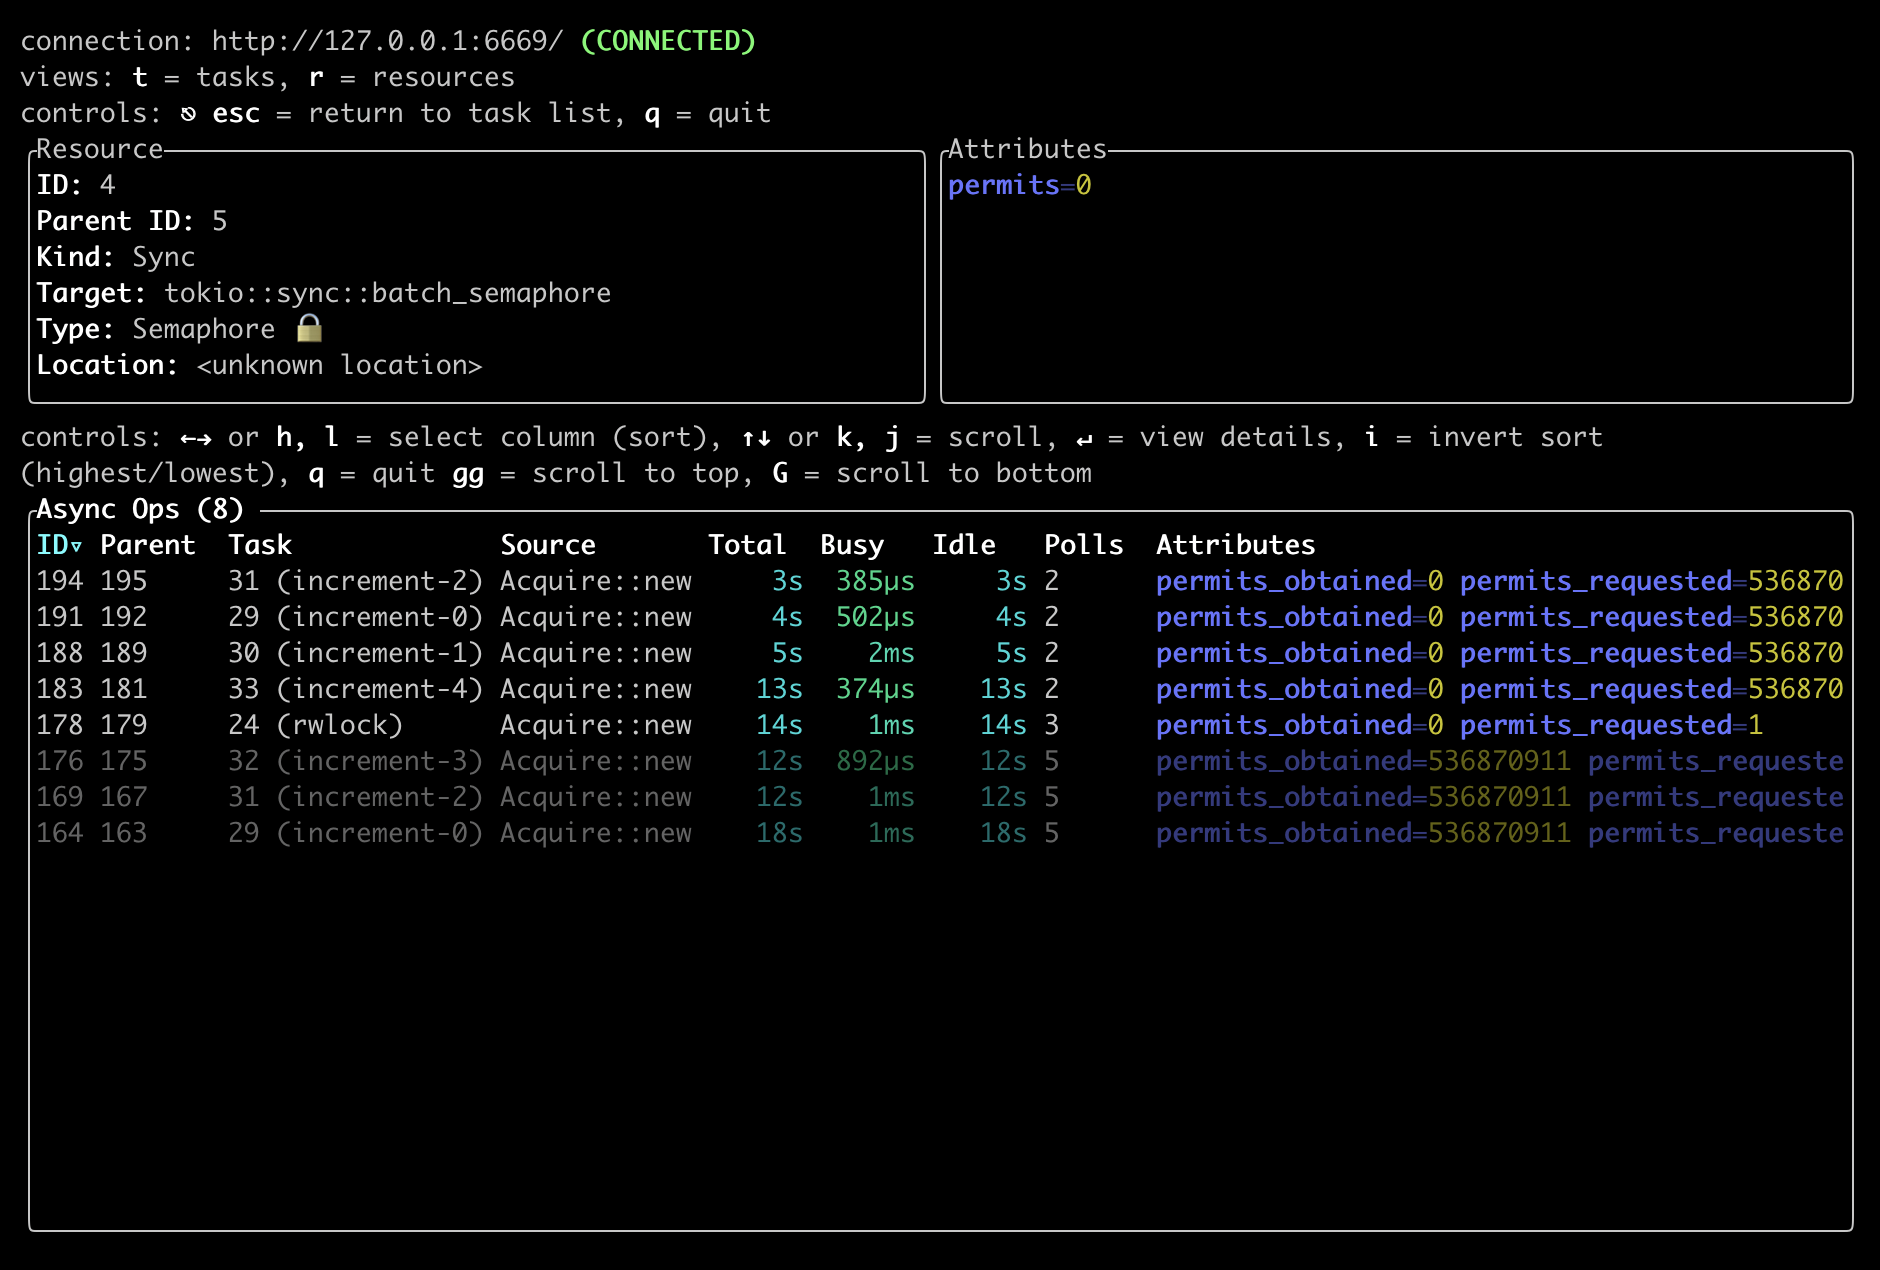 connection: http://127.0.0.1:6669/ (CONNECTED)
views: t = tasks, r = resources
controls: ⎋ esc = return to task list, q = quit
Resource
ID: 4
Parent ID: 5
Kind: Sync
Target: tokio::sync::batch_semaphore
Type: Semaphore 🔒
Location: <unknown location>
Attributes
permits=0
controls: ←→ or h, l = select column (sort), ↑↓ or k, j = scroll, ↵ = view details, i = invert sort
(highest/lowest), q = quit gg = scroll to top, G = scroll to bottom
Async Ops (8)
ID▿ Parent Task Source Total Busy Idle Polls Attributes
194 195 31 (increment-2) Acquire::new 3s 385µs 3s 2 permits_obtained=0 permits_requested=536870
191 192 29 (increment-0) Acquire::new 4s 502µs 4s 2 permits_obtained=0 permits_requested=536870
188 189 30 (increment-1) Acquire::new 5s 2ms 5s 2 permits_obtained=0 permits_requested=536870
183 181 33 (increment-4) Acquire::new 13s 374µs 13s 2 permits_obtained=0 permits_requested=536870
178 179 24 (rwlock) Acquire::new 14s 1ms 14s 3 permits_obtained=0 permits_requested=1
176 175 32 (increment-3) Acquire::new 12s 892µs 12s 5 permits_obtained=536870911 permits_requeste
169 167 31 (increment-2) Acquire::new 12s 1ms 12s 5 permits_obtained=536870911 permits_requeste
164 163 29 (increment-0) Acquire::new 18s 1ms 18s 5 permits_obtained=536870911 permits_requeste